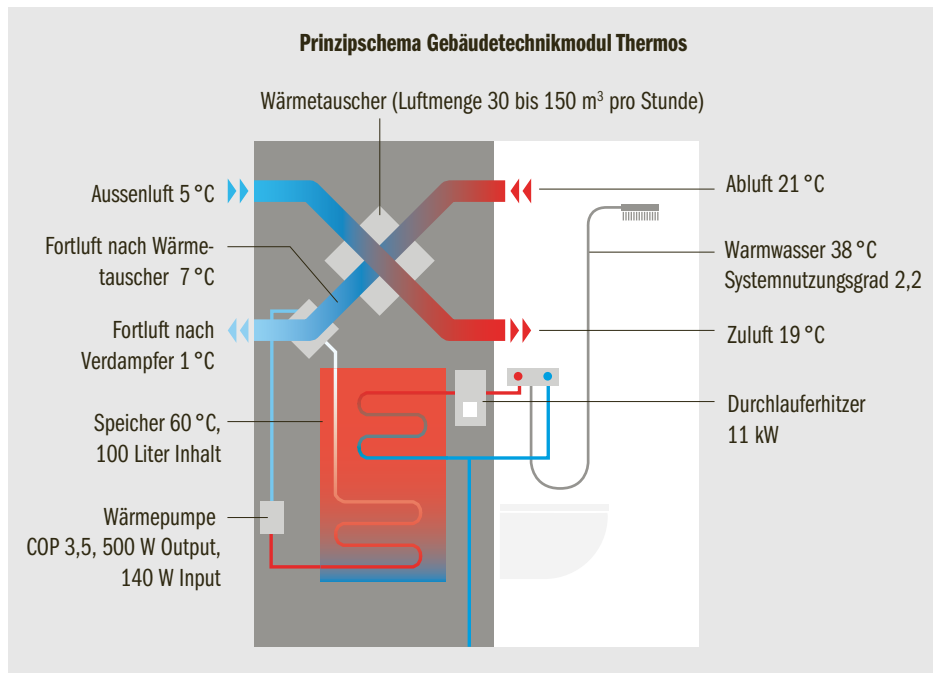 Prinzipschema Gebäudetechnikmodul Thermos
Wärmetauscher (Luftmenge 30 bis 150 m³ pro Stunde)
Aussenluft 5 °C
Fortluft nach Wärme-
tauscher 7 °C
Fortluft nach
Verdampfer 1 °C
Speicher 60 °C,
100 Liter Inhalt
Wärmepumpe
COP 3,5, 500 W Output,
140 W Input
Abluft 21 °C
Warmwasser 38 °C
Systemnutzungsgrad 2,2
Zuluft 19 °C
Durchlauferhitzer
11 kW